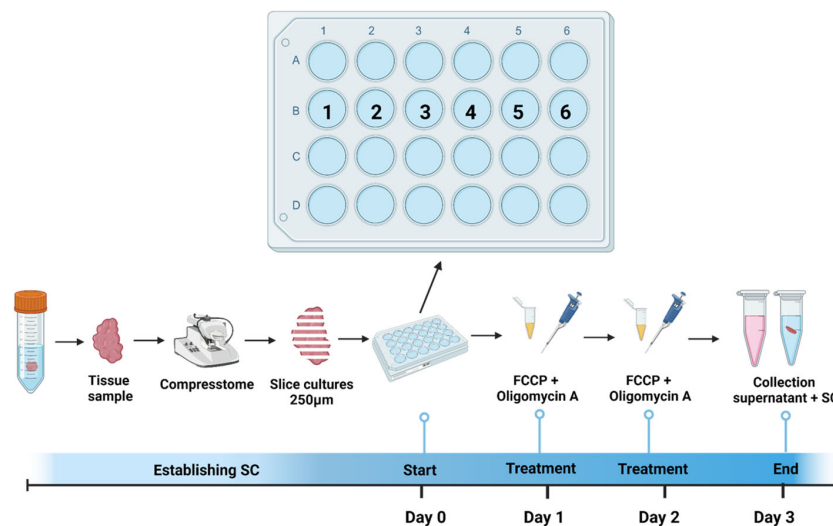 1 2 3 4 5 6
A
B 1 2 3 4 5 6
C
D
Tissue
sample
Compresstome
Slice cultures
250µm
FCCP +
Oligomycin A
FCCP +
Oligomycin A
Collection
supernatant + SC
Establishing SC Start Treatment Treatment End
Day 0 Day 1 Day 2 Day 3